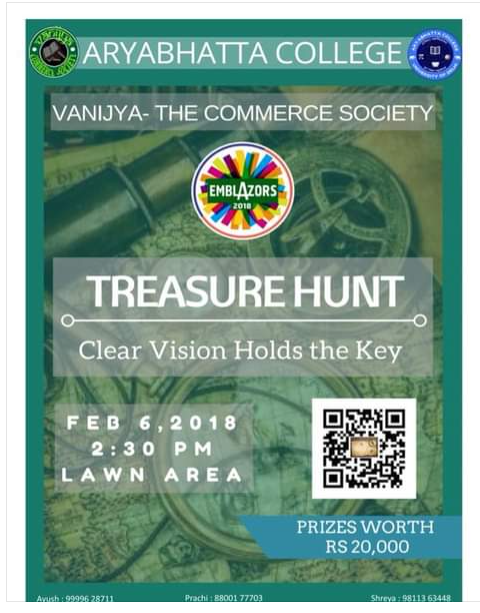 ARYABHATTA COLLEGE
VANIJYA- THE COMMERCE SOCIETY
EMBLAZORS
2018
TREASURE HUNT
Clear Vision Holds the Key
FEB 6,2018
2:30 PM
LAWN AREA
PRIZES WORTH
RS 20,000
Ayush : 99996 28711 Prachi : 88001 77703 Shreya : 98113 63448